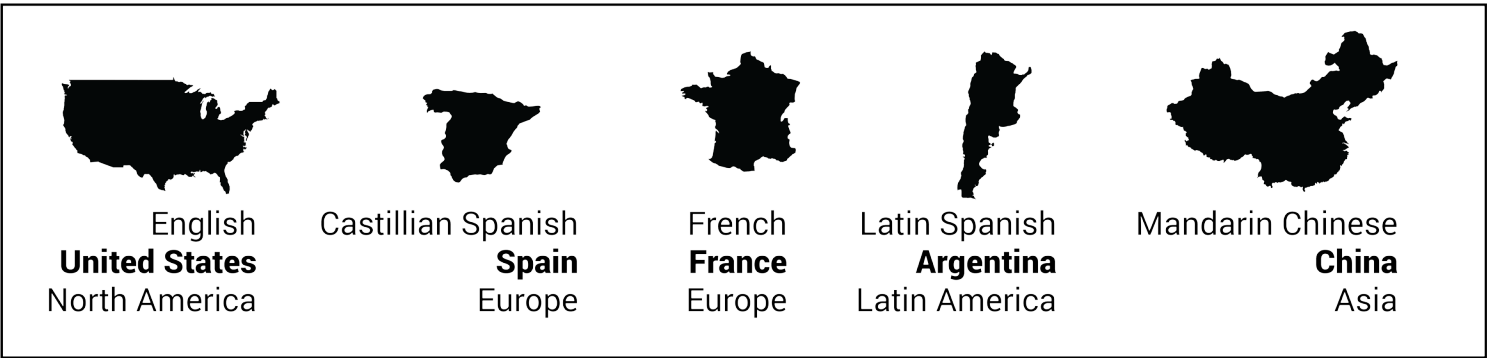 English
United States
North America
Castillian Spanish
Spain
Europe
French
France
Europe
Latin Spanish
Argentina
Latin America
Mandarin Chinese
China
Asia